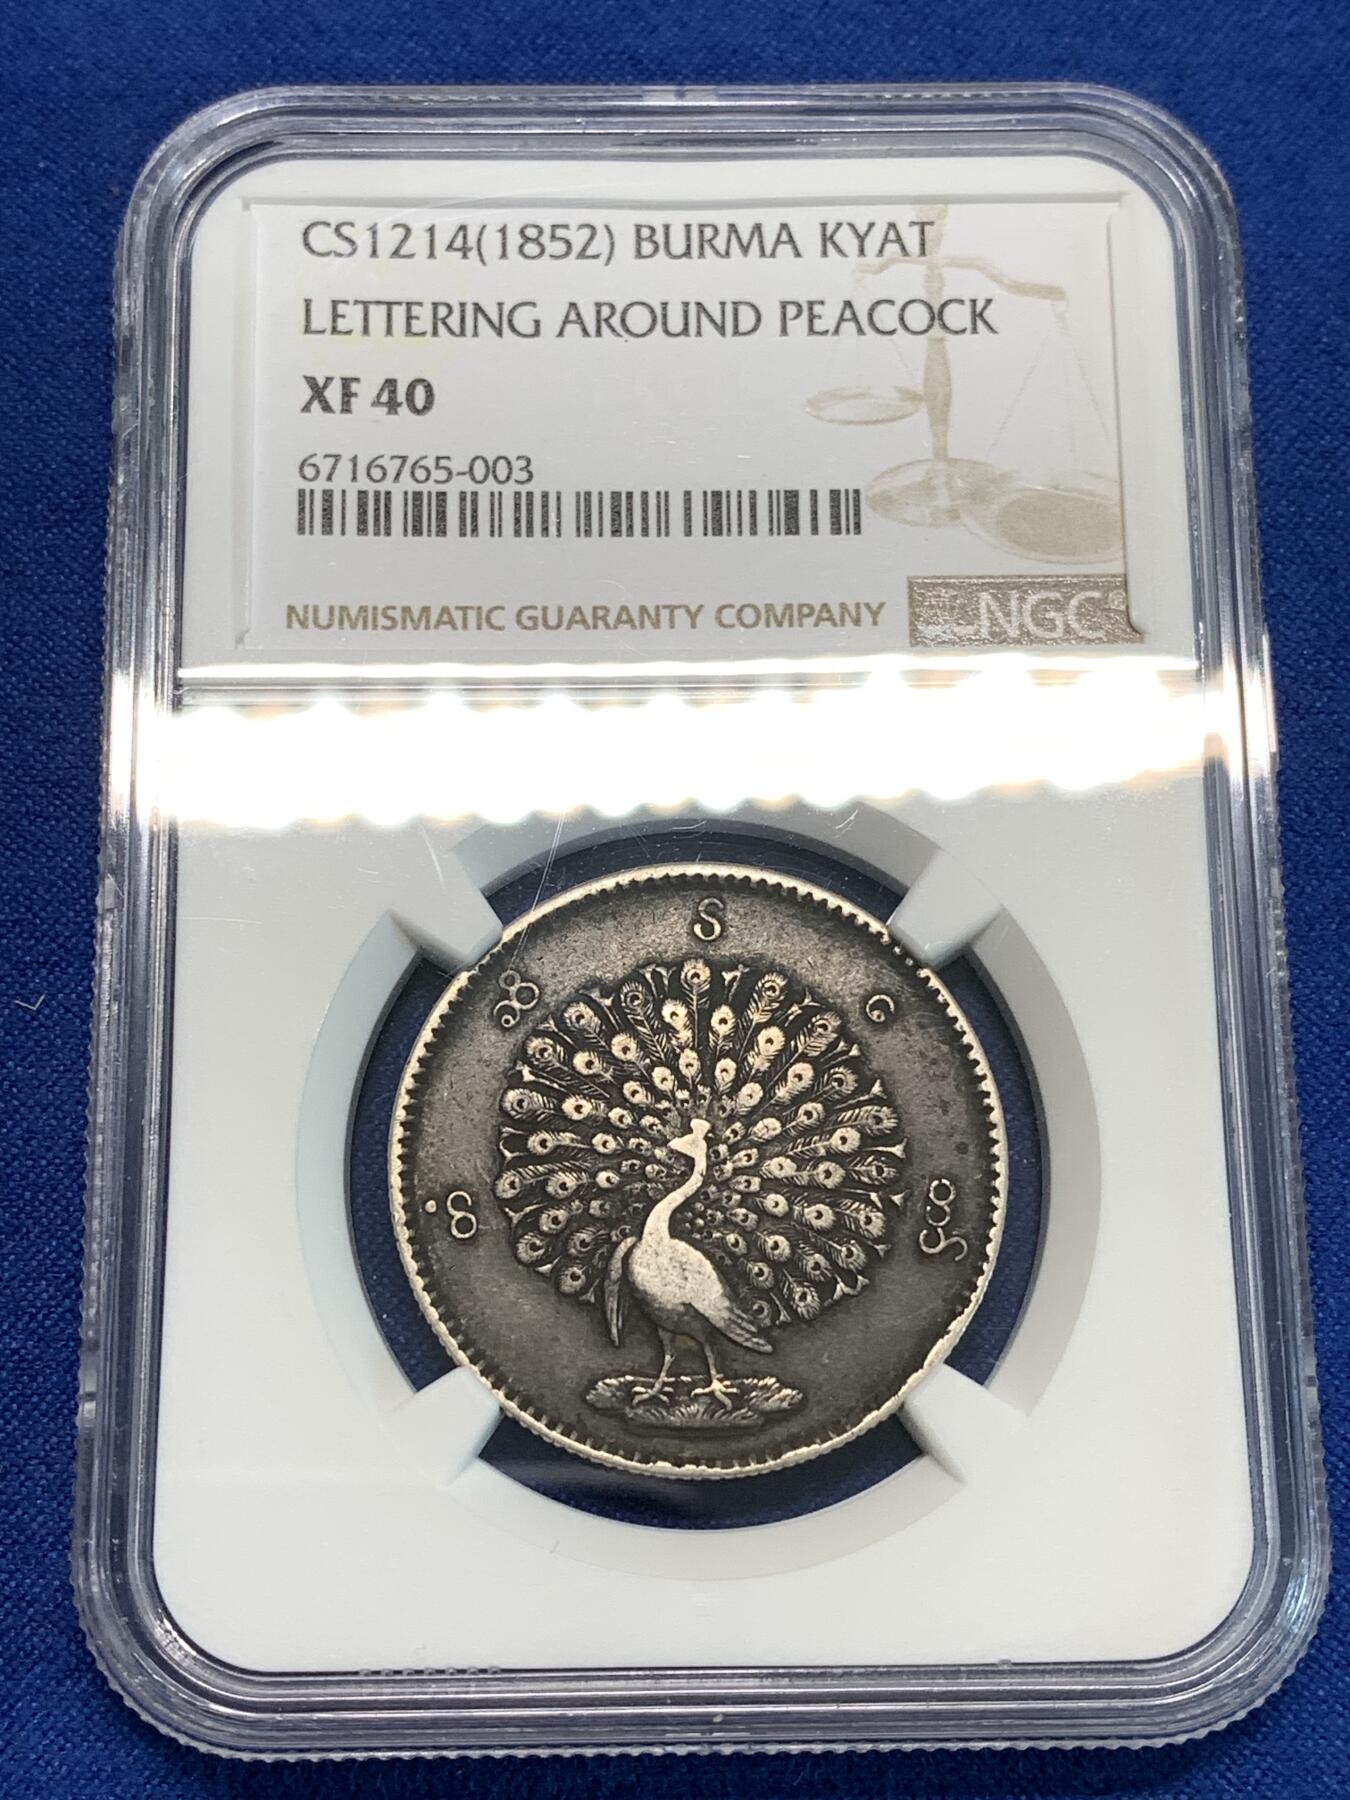 CS1214(1852) BURMA KYAT
LETTERING AROUND PEACOCK
XF 40
6716765-003
NUMISMATIC GUARANTY COMPANY
NGC®